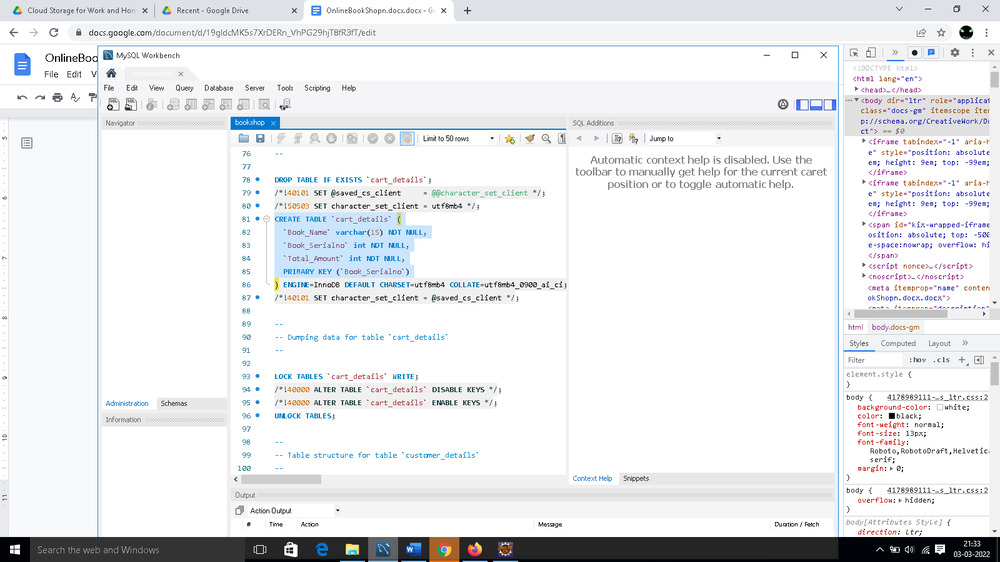 Cloud Storage for Work and Hom
Recent - Google Drive
OnlineBookShopn.docx.docx - Go
docs.google.com/document/d/19gIdcMK5s7XrDERn_VhPG29hjT8fR3fT/edit
OnlineBoo
File Edit V
MySQL Workbench
unconnected
File Edit View Query Database Server Tools Scripting Help
Navigator
Administration Schemas
Information
bookshop
Limit to 50 rows
76 --
77
78 DROP TABLE IF EXISTS `cart_details`;
79 /*!40101 SET @saved_cs_client     = @@character_set_client */;
80 /*!50503 SET character_set_client = utf8mb4 */;
81 CREATE TABLE `cart_details` (
82 `Book_Name` varchar(15) NOT NULL,
83 `Book_Serialno` int NOT NULL,
84 `Total_Amount` int NOT NULL,
85 PRIMARY KEY (`Book_Serialno`)
86 ) ENGINE=InnoDB DEFAULT CHARSET=utf8mb4 COLLATE=utf8mb4_0900_ai_ci;
87 /*!40101 SET character_set_client = @saved_cs_client */;
88
89 --
90 -- Dumping data for table `cart_details`
91 --
92
93 LOCK TABLES `cart_details` WRITE;
94 /*!40000 ALTER TABLE `cart_details` DISABLE KEYS */;
95 /*!40000 ALTER TABLE `cart_details` ENABLE KEYS */;
96 UNLOCK TABLES;
97
98 --
99 -- Table structure for table `customer_details`
100 --
SQL Additions
Jump to
Automatic context help is disabled. Use the
toolbar to manually get help for the current caret
position or to toggle automatic help.
Context Help Snippets
Output
Action Output
# Time Action Message Duration / Fetch
<!DOCTYPE html>
<html lang="en">
<head>…</head>
<body dir="ltr" role="applicat
class="docs-gm" itemscope item
p://schema.org/CreativeWork/Do
ct"> == $0
<iframe tabindex="-1" aria-h
e" style="position: absolute
em; height: 9em; top: -99em;
</iframe>
<iframe tabindex="-1" aria-h
e" style="position: absolute
em; height: 9em; top: -99em;
</iframe>
<span id="kix-wrapped-iframe
osition: absolute; top: -500
e-space:nowrap; overflow: hi
</span>
<script nonce>…</script>
<noscript>…</noscript>
<meta itemprop="name" conten
okShopn.docx.docx">
<meta itemprop="description"
html body.docs-gm
Styles Computed Layout
Filter :hov .cls
element.style {
}
body { 4178989111-…s_ltr.css:2
background-color: white;
color: black;
font-weight: normal;
font-size: 13px;
font-family:
Roboto,RobotoDraft,Helvetica
serif;
margin: 0;
}
body { 4178989111-…s_ltr.css:2
overflow: hidden;
}
body[Attributes Style] {
direction: ltr;
5
6
7
8
9
10
11
Search the web and Windows
21:33
03-03-2022